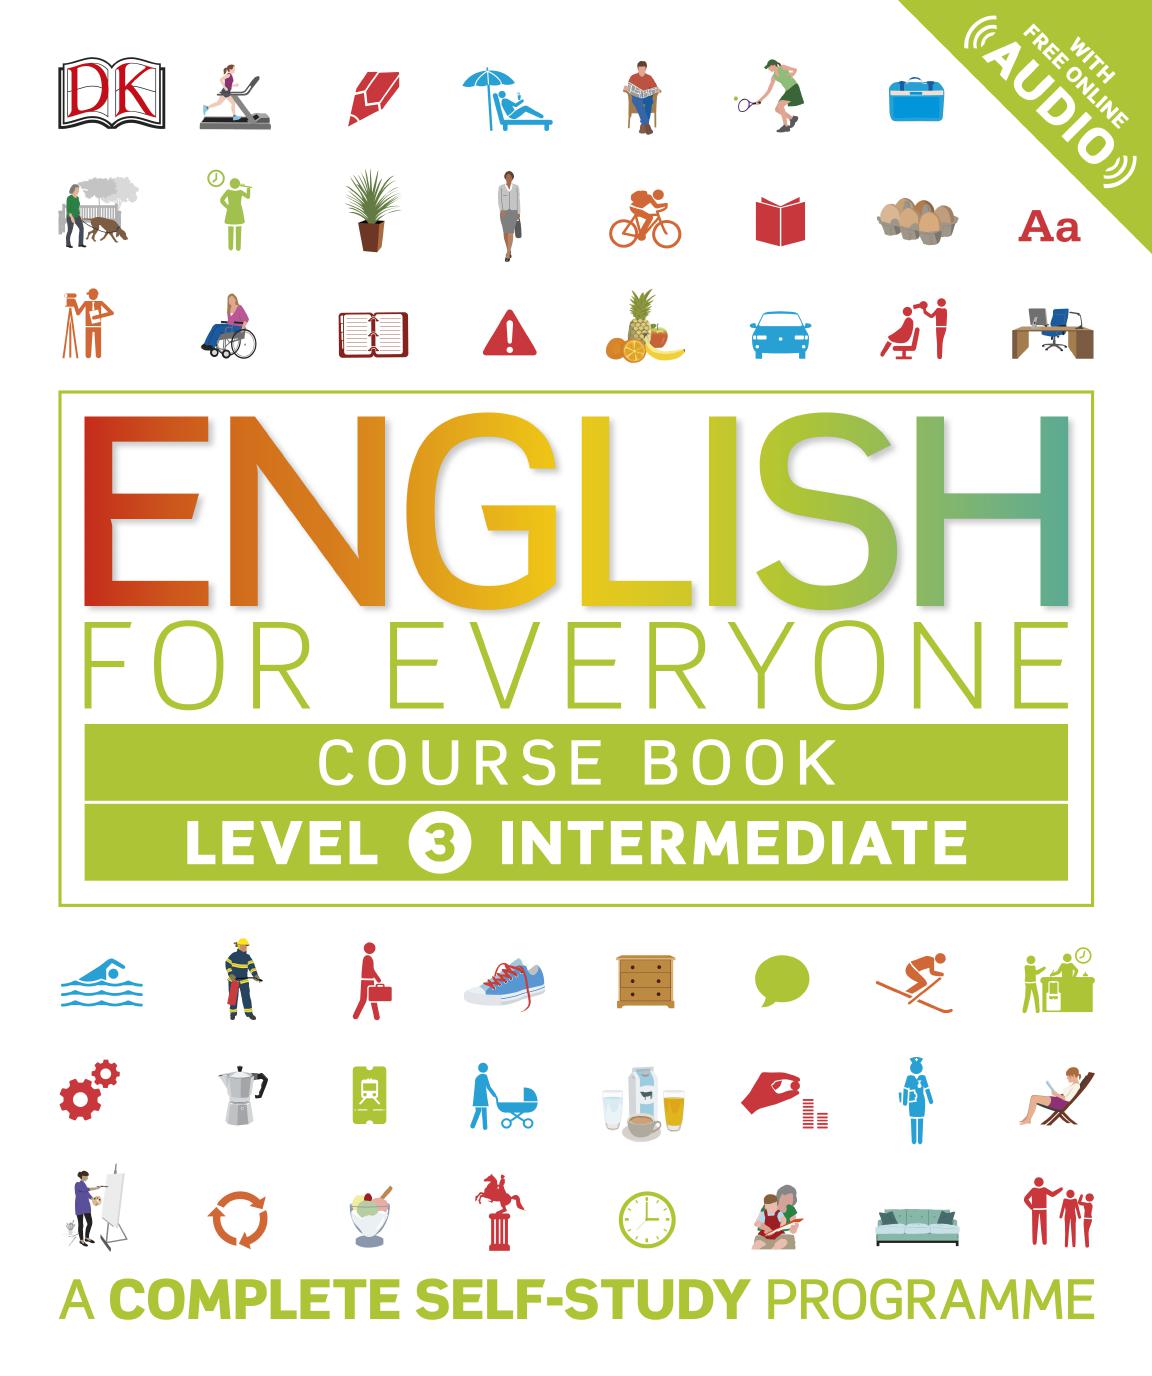 DK
WITH
FREE ONLINE
AUDIO
Aa
ENGLISH
FOR EVERYONE
COURSE BOOK
LEVEL 3 INTERMEDIATE
A COMPLETE SELF-STUDY PROGRAMME